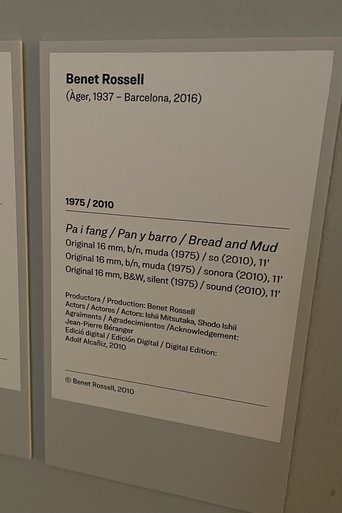 Benet Rossell
(Àger, 1937 – Barcelona, 2016)
1975 / 2010
Pa i fang / Pan y barro / Bread and Mud
Original 16 mm, b/n, muda (1975) / so (2010), 11’
Original 16 mm, b/n, muda (1975) / sonora (2010), 11’
Original 16 mm, B&W, silent (1975) / sound (2010), 11’
Productora / Production: Benet Rossell
Actors / Actores / Actors: Ishii Mitsutaka, Shodo Ishii
Agraïments / Agradecimientos /Acknowledgement:
Jean-Pierre Béranger
Edició digital / Edición Digital / Digital Edition:
Adolf Alcañiz, 2010
© Benet Rossell, 2010